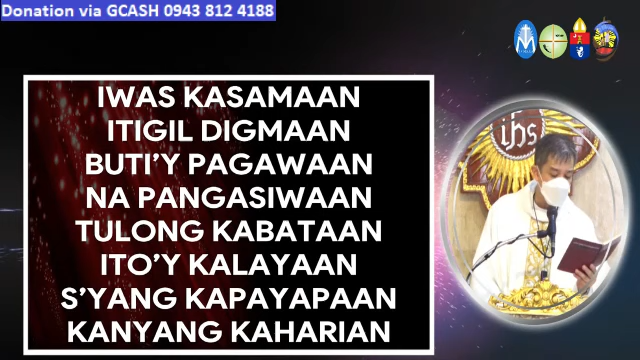 Donation via GCASH 0943 812 4188
IWAS KASAMAAN
ITIGIL DIGMAAN
BUTI'Y PAGAWAAN
NA PANGASIWAAN
TULONG KABATAAN
ITO'Y KALAYAAN
S'YANG KAPAYAPAAN
KANYANG KAHARIAN
ihs